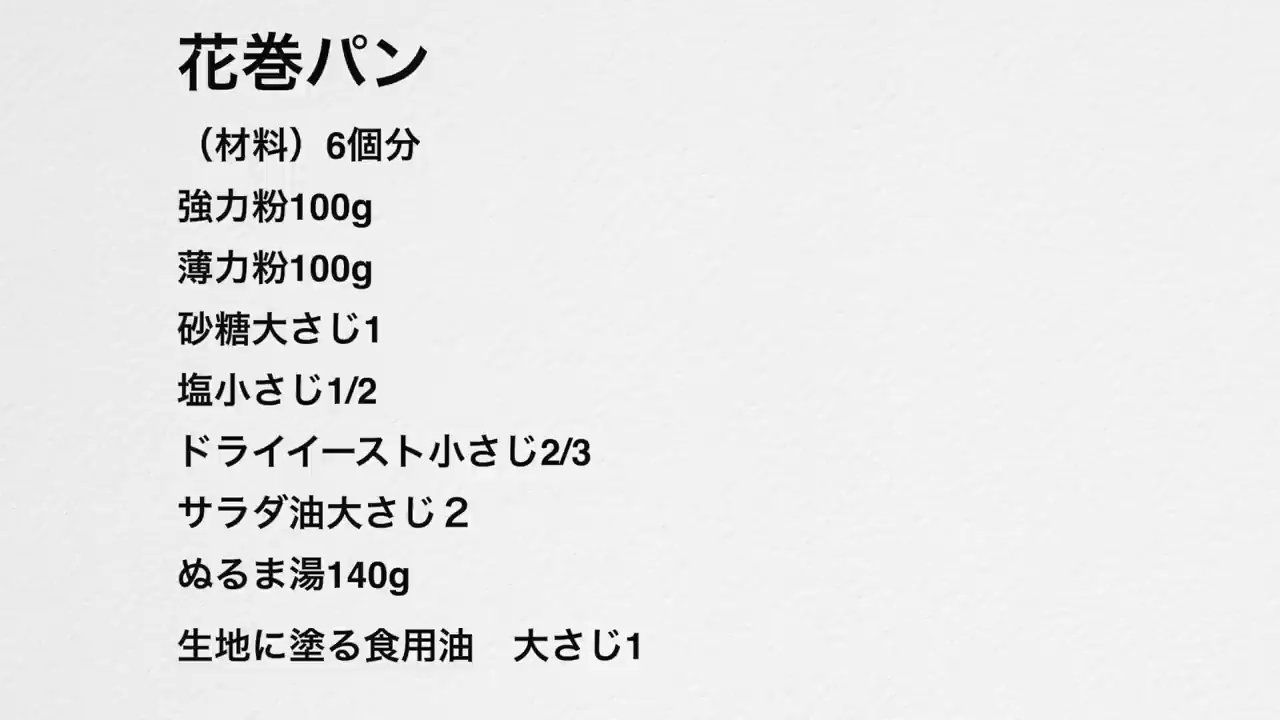 花巻パン
（材料）6個分
強力粉100g
薄力粉100g
砂糖大さじ1
塩小さじ1/2
ドライイースト小さじ2/3
サラダ油大さじ２
ぬるま湯140g
生地に塗る食用油　大さじ1